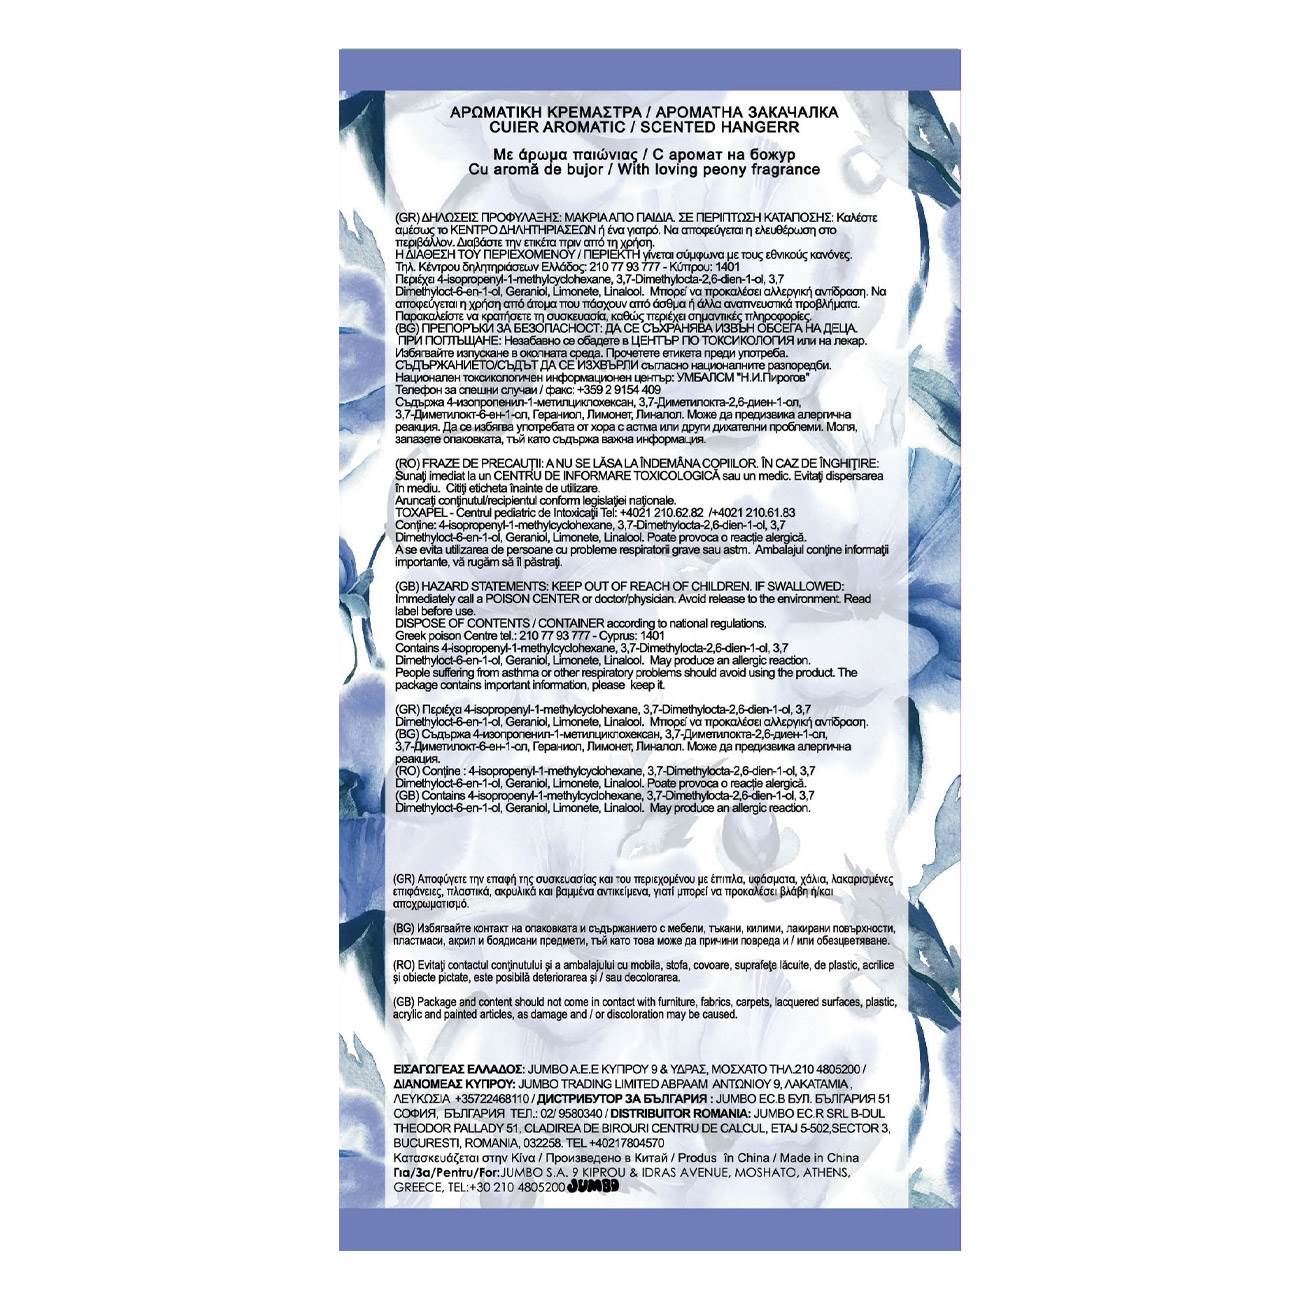 ΑΡΩΜΑΤΙΚΗ ΚΡΕΜΑΣΤΡΑ / АРОМАТНА ЗАКАЧАЛКА
CUIER AROMATIC / SCENTED HANGERR
Με άρωμα παιώνιας / С аромат на божур
Cu aromă de bujor / With loving peony fragrance
(GR) ΔΗΛΩΣΕΙΣ ΠΡΟΦΥΛΑΞΗΣ: ΜΑΚΡΙΑ ΑΠΟ ΠΑΙΔΙΑ. ΣΕ ΠΕΡΙΠΤΩΣΗ ΚΑΤΑΠΟΣΗΣ: Καλέστε
αμέσως το ΚΕΝΤΡΟ ΔΗΛΗΤΗΡΙΑΣΕΩΝ ή ένα γιατρό. Να αποφεύγεται η ελευθέρωση στο
περιβάλλον. Διαβάστε την ετικέτα πριν από τη χρήση.
Η ΔΙΑΘΕΣΗ ΤΟΥ ΠΕΡΙΕΧΟΜΕΝΟΥ / ΠΕΡΙΕΚΤΗ γίνεται σύμφωνα με τους εθνικούς κανόνες.
Τηλ. Κέντρου δηλητηριάσεων Ελλάδος: 210 77 93 777 - Κύπρου: 1401
Περιέχει 4-isopropenyl-1-methylcyclohexane, 3,7-Dimethylocta-2,6-dien-1-ol, 3,7
Dimethyloct-6-en-1-ol, Geraniol, Limonete, Linalool. Μπορεί να προκαλέσει αλλεργική αντίδραση. Να
αποφεύγεται η χρήση από άτομα που πάσχουν από άσθμα ή άλλα αναπνευστικά προβλήματα.
Παρακαλείστε να κρατήσετε τη συσκευασία, καθώς περιέχει σημαντικές πληροφορίες.
(BG) ПРЕПОРЪКИ ЗА БЕЗОПАСНОСТ: ДА СЕ СЪХРАНЯВА ИЗВЪН ОБСЕГА НА ДЕЦА.
ПРИ ПОГЛЪЩАНЕ: Незабавно се обадете в ЦЕНТЪР ПО ТОКСИКОЛОГИЯ или на лекар.
Избягвайте изпускане в околната среда. Прочетете етикета преди употреба.
СЪДЪРЖАНИЕТО/СЪДЪТ ДА СЕ ИЗХВЪРЛИ съгласно националните разпоредби.
Национален токсикологичен информационен център: УМБАЛСМ "Н.И.Пирогов"
Телефон за спешни случаи / факс: +359 2 9154 409
Съдържа 4-изопропенил-1-метилциклохексан, 3,7-Диметилокта-2,6-диен-1-ол,
3,7-Диметилокт-6-ен-1-ол, Гераниол, Лимонет, Линалол. Може да предизвика алергична
реакция. Да се избягва употребата от хора с астма или други дихателни проблеми. Моля,
запазете опаковката, тъй като съдържа важна информация.
(RO) FRAZE DE PRECAUȚII: A NU SE LĂSA LA ÎNDEMÂNA COPIILOR. ÎN CAZ DE ÎNGHIȚIRE:
Sunați imediat la un CENTRU DE INFORMARE TOXICOLOGICĂ sau un medic. Evitați dispersarea
în mediu. Citiți eticheta înainte de utilizare.
Aruncați conținutul/recipientul conform legislației naționale.
TOXAPEL - Centrul pediatric de Intoxicații Tel: +4021 210.62.82 /+4021 210.61.83
Conține: 4-isopropenyl-1-methylcyclohexane, 3,7-Dimethylocta-2,6-dien-1-ol, 3,7
Dimethyloct-6-en-1-ol, Geraniol, Limonete, Linalool. Poate provoca o reacție alergică.
A se evita utilizarea de persoane cu probleme respiratorii grave sau astm. Ambalajul conține informații
importante, vă rugăm să îl păstrați.
(GB) HAZARD STATEMENTS: KEEP OUT OF REACH OF CHILDREN. IF SWALLOWED:
Immediately call a POISON CENTER or doctor/physician. Avoid release to the environment. Read
label before use.
DISPOSE OF CONTENTS / CONTAINER according to national regulations.
Greek poison Centre tel.: 210 77 93 777 - Cyprus: 1401
Contains 4-isopropenyl-1-methylcyclohexane, 3,7-Dimethylocta-2,6-dien-1-ol, 3,7
Dimethyloct-6-en-1-ol, Geraniol, Limonete, Linalool. May produce an allergic reaction.
People suffering from asthma or other respiratory problems should avoid using the product. The
package contains important information, please keep it.
(GR) Περιέχει 4-isopropenyl-1-methylcyclohexane, 3,7-Dimethylocta-2,6-dien-1-ol, 3,7
Dimethyloct-6-en-1-ol, Geraniol, Limonete, Linalool. Μπορεί να προκαλέσει αλλεργική αντίδραση.
(BG) Съдържа 4-изопропенил-1-метилциклохексан, 3,7-Диметилокта-2,6-диен-1-ол,
3,7-Диметилокт-6-ен-1-ол, Гераниол, Лимонет, Линалол. Може да предизвика алергична
реакция.
(RO) Conține : 4-isopropenyl-1-methylcyclohexane, 3,7-Dimethylocta-2,6-dien-1-ol, 3,7
Dimethyloct-6-en-1-ol, Geraniol, Limonete, Linalool. Poate provoca o reacție alergică.
(GB) Contains 4-isopropenyl-1-methylcyclohexane, 3,7-Dimethylocta-2,6-dien-1-ol, 3,7
Dimethyloct-6-en-1-ol, Geraniol, Limonete, Linalool. May produce an allergic reaction.
(GR) Αποφύγετε την επαφή της συσκευασίας και του περιεχομένου με έπιπλα, υφάσματα, χάλια, λακαρισμένες
επιφάνειες, πλαστικά, ακρυλικά και βαμμένα αντικείμενα, γιατί μπορεί να προκαλέσει βλάβη ή/και
αποχρωματισμό.
(BG) Избягвайте контакт на опаковката и съдържанието с мебели, тъкани, килими, лакирани повърхности,
пластмаси, акрил и боядисани предмети, тъй като това може да причини повреда и / или обезцветяване.
(RO) Evitați contactul conținutului și a ambalajului cu mobila, stofa, covoare, suprafețe lăcuite, de plastic, acrilice
și obiecte pictate, este posibilă deteriorarea și / sau decolorarea.
(GB) Package and content should not come in contact with furniture, fabrics, carpets, lacquered surfaces, plastic,
acrylic and painted articles, as damage and / or discoloration may be caused.
ΕΙΣΑΓΩΓΕΑΣ ΕΛΛΑΔΟΣ: JUMBO A.E.E ΚΥΠΡΟΥ 9 & ΥΔΡΑΣ, ΜΟΣΧΑΤΟ ΤΗΛ.210 4805200 /
ΔΙΑΝΟΜΕΑΣ ΚΥΠΡΟΥ: JUMBO TRADING LIMITED ΑΒΡΑΑΜ ΑΝΤΩΝΙΟΥ 9, ΛΑΚΑΤΑΜΙΑ,
ΛΕΥΚΩΣΙΑ +35722468110 / ДИСТРИБУТОР ЗА БЪЛГАРИЯ : JUMBO EC.B БУЛ. БЪЛГАРИЯ 51
СОФИЯ, БЪЛГАРИЯ ТЕЛ.: 02/ 9580340 / DISTRIBUITOR ROMANIA: JUMBO EC.R SRL B-DUL
THEODOR PALLADY 51, CLADIREA DE BIROURI CENTRU DE CALCUL, ETAJ 5-502,SECTOR 3,
BUCURESTI, ROMANIA, 032258. TEL +40217804570
Κατασκευάζεται στην Κίνα / Произведено в Китай / Produs în China / Made in China
Για/За/Pentru/For:JUMBO S.A. 9 KIPROU & IDRAS AVENUE, MOSHATO, ATHENS,
GREECE, TEL:+30 210 4805200 JUMBO